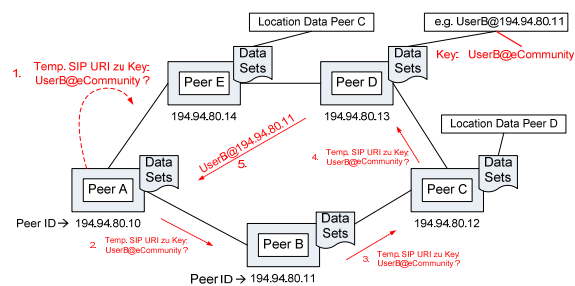 Location Data Peer C
e.g. UserB@194.94.80.11
Key: UserB@eCommunity
1.
Temp. SIP URI zu Key:
UserB@eCommunity ?
Data
Sets
Peer E
194.94.80.14
Data
Sets
Peer D
194.94.80.13
Location Data Peer D
UserB@194.94.80.11
5.
4.
Temp. SIP URI zu Key:
UserB@eCommunity ?
Data
Sets
Peer A
Peer ID → 194.94.80.10
Data
Sets
Peer C
194.94.80.12
2.
Temp. SIP URI zu Key:
UserB@eCommunity ?
Data
Sets
Peer B
Peer ID → 194.94.80.11
3.
Temp. SIP URI zu Key:
UserB@eCommunity ?